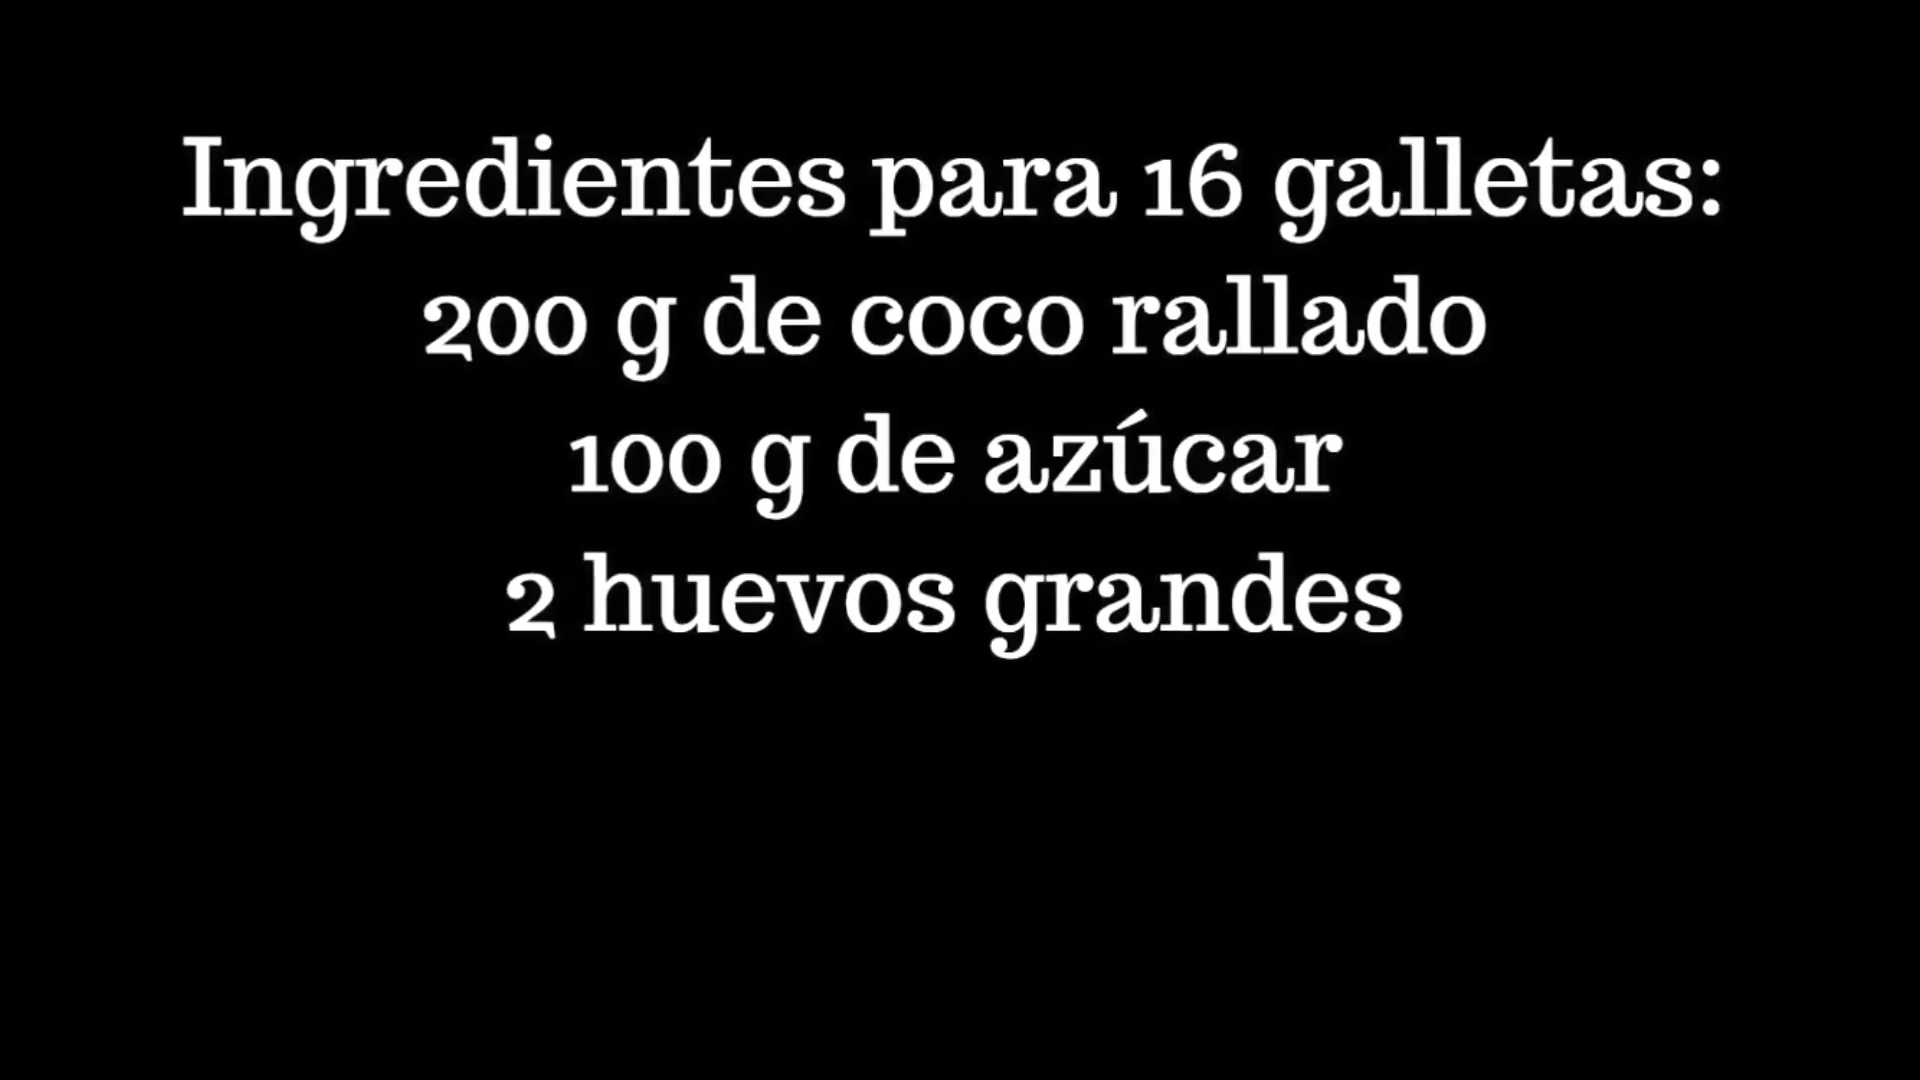 Ingredientes para 16 galletas:
200 g de coco rallado
100 g de azúcar
2 huevos grandes